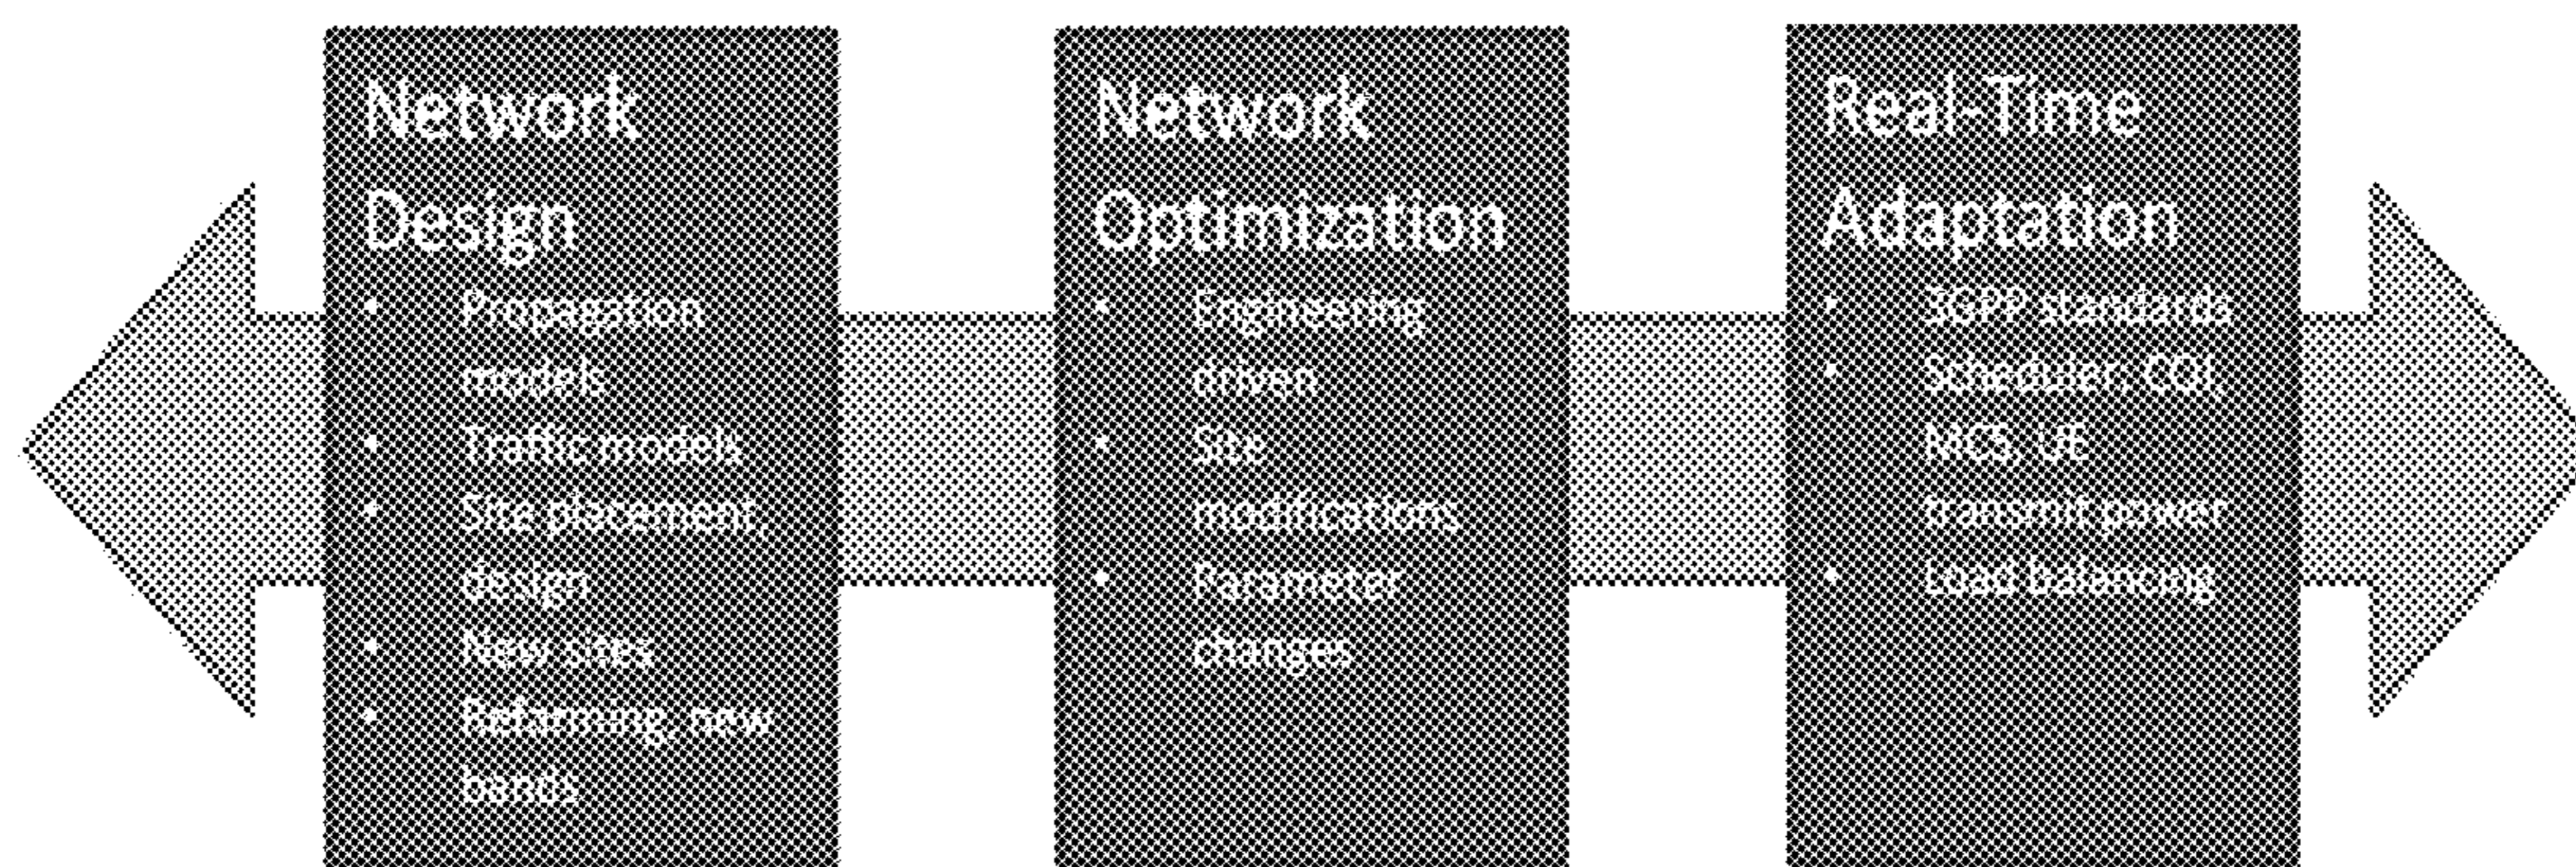 Network
Design
• Propagation
models
• Traffic models
• Site placement,
design
• New sites
• Refarming, new
bands
Network
Optimization
• Engineering
driven
• Site
modifications
• Parameter
changes
Real-Time
Adaptation
• 3GPP standards
• Scheduler, CQI,
MCS, UE
transmit power
• Load balancing